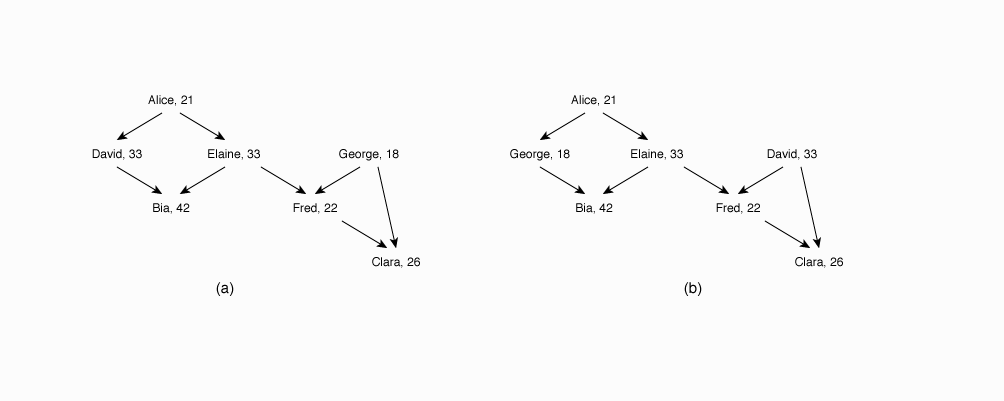 Alice, 21
David, 33
Elaine, 33
George, 18
Bia, 42
Fred, 22
Clara, 26
(a)
Alice, 21
George, 18
Elaine, 33
David, 33
Bia, 42
Fred, 22
Clara, 26
(b)